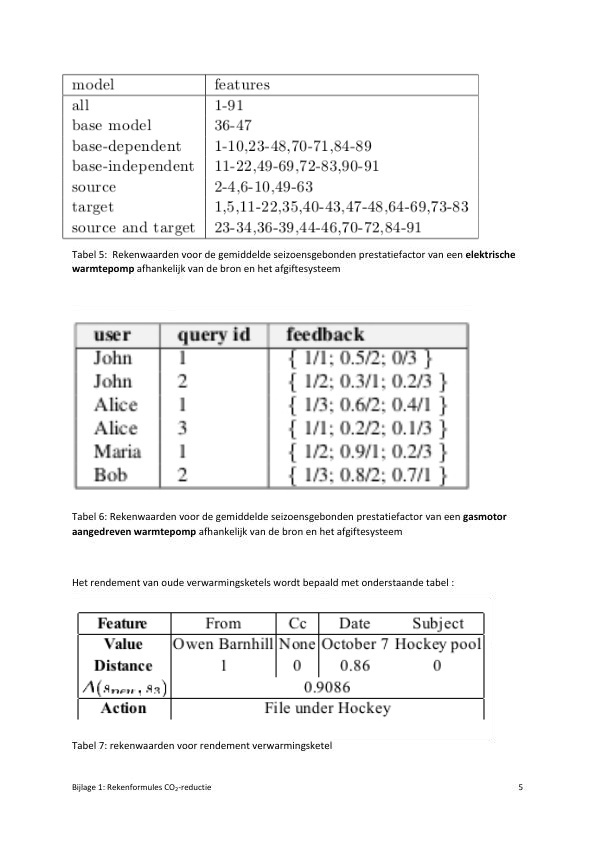 model features
all 1-91
base model 36-47
base-dependent 1-10,23-48,70-71,84-89
base-independent 11-22,49-69,72-83,90-91
source 2-4,6-10,49-63
target 1,5,11-22,35,40-43,47-48,64-69,73-83
source and target 23-34,36-39,44-46,70-72,84-91
Tabel 5: Rekenwaarden voor de gemiddelde seizoensgebonden prestatiefactor van een elektrische
warmtepomp afhankelijk van de bron en het afgiftesysteem
user query id feedback
John 1 { 1/1; 0.5/2; 0/3 }
John 2 { 1/2; 0.3/1; 0.2/3 }
Alice 1 { 1/3; 0.6/2; 0.4/1 }
Alice 3 { 1/1; 0.2/2; 0.1/3 }
Maria 1 { 1/2; 0.9/1; 0.2/3 }
Bob 2 { 1/3; 0.8/2; 0.7/1 }
Tabel 6: Rekenwaarden voor de gemiddelde seizoensgebonden prestatiefactor van een gasmotor
aangedreven warmtepomp afhankelijk van de bron en het afgiftesysteem
Het rendement van oude verwarmingsketels wordt bepaald met onderstaande tabel :
Feature From Cc Date Subject
Value Owen Barnhill None October 7 Hockey pool
Distance 1 0 0.86 0
0.9086
Action File under Hockey
Tabel 7: rekenwaarden voor rendement verwarmingsketel
Bijlage 1: Rekenformules CO₂-reductie 5